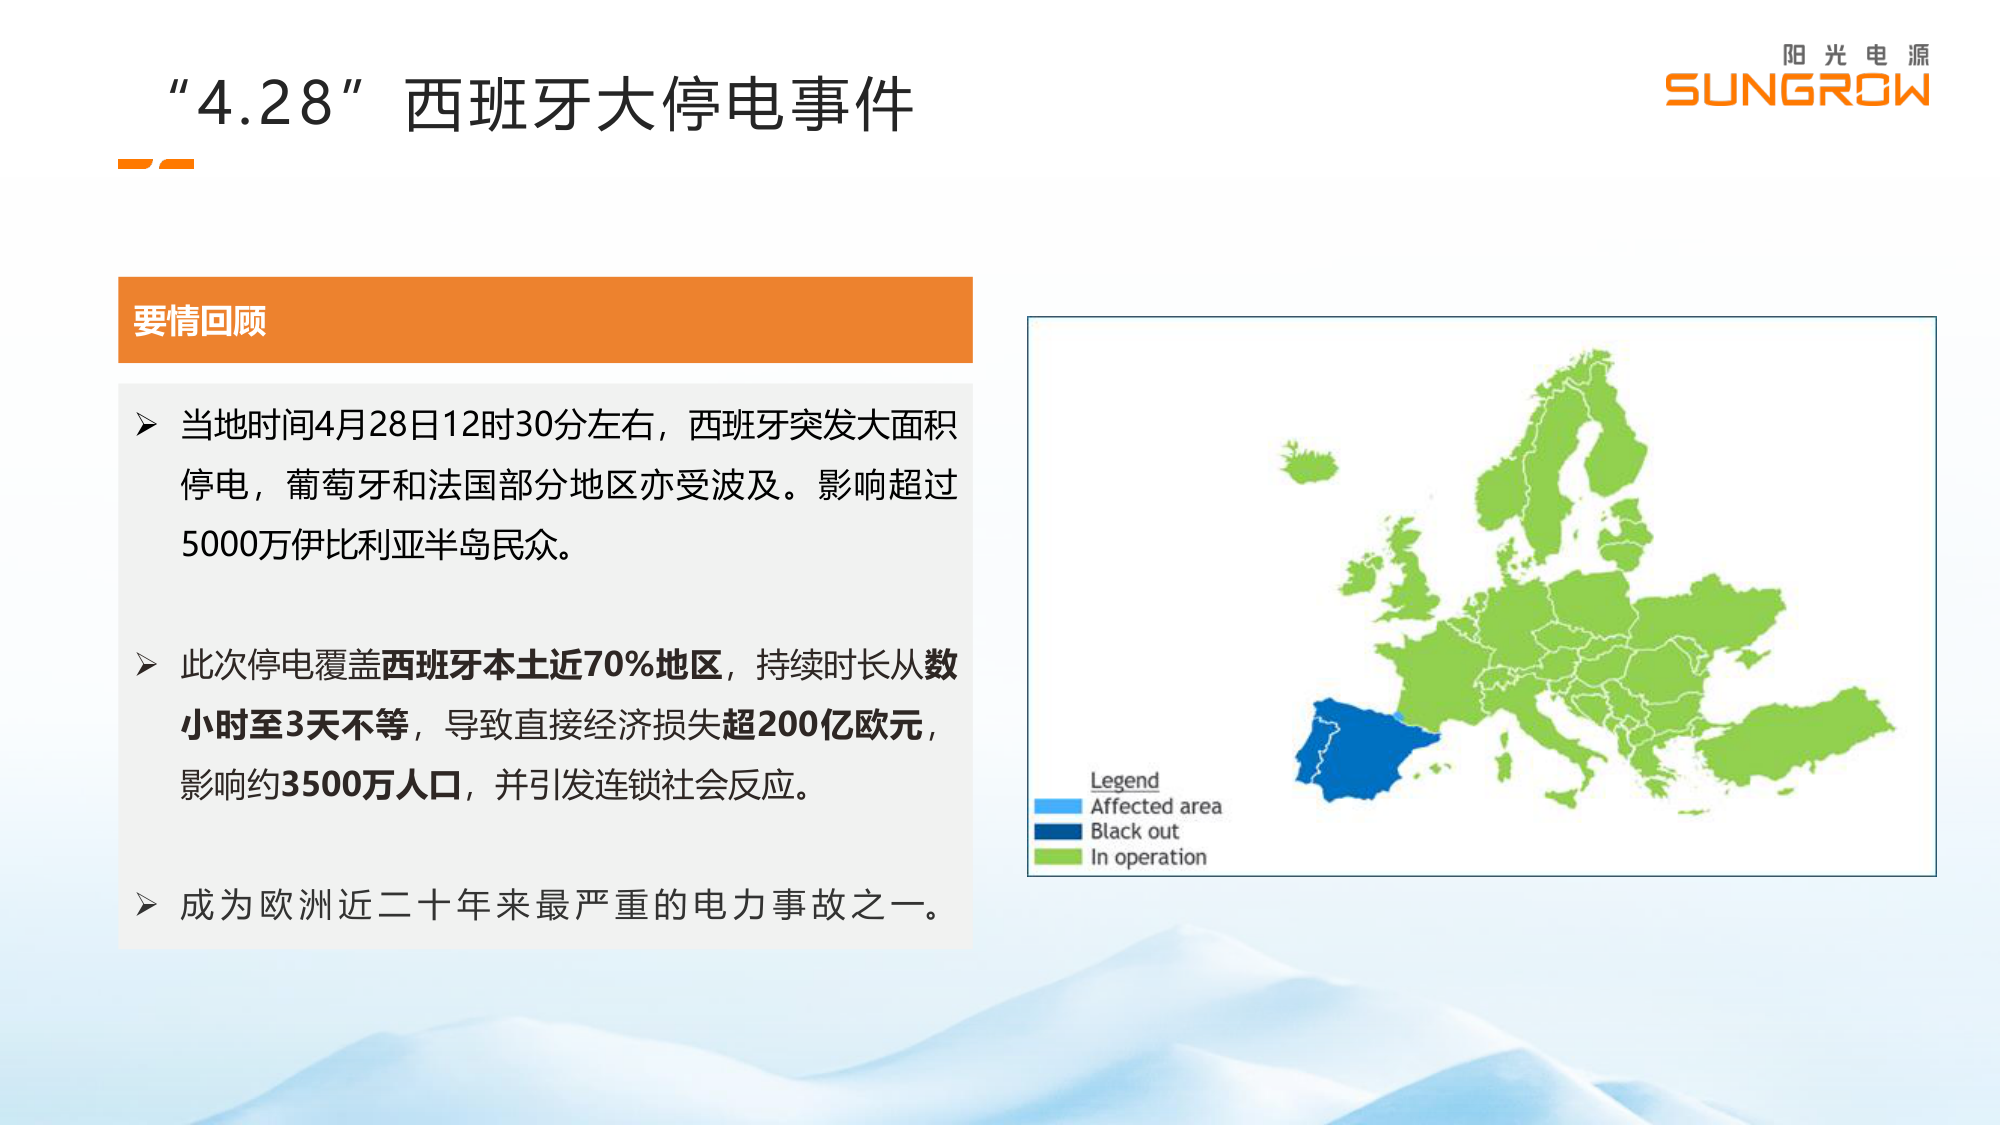 “4.28”西班牙大停电事件
阳光电源
SUNGROW
要情回顾
➢ 当地时间4月28日12时30分左右，西班牙突发大面积
停电，葡萄牙和法国部分地区亦受波及。影响超过
5000万伊比利亚半岛民众。
➢ 此次停电覆盖西班牙本土近70%地区，持续时长从数
小时至3天不等，导致直接经济损失超200亿欧元，
影响约3500万人口，并引发连锁社会反应。
➢ 成为欧洲近二十年来最严重的电力事故之一。
Legend
Affected area
Black out
In operation